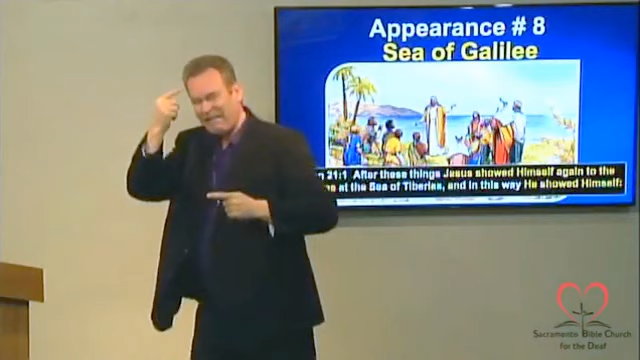 Appearance # 8
Sea of Galilee
21:1 After these things Jesus showed Himself again to the
at the Sea of Tiberias, and in this way He showed Himself:
Sacramento Bible Church
for the Deaf